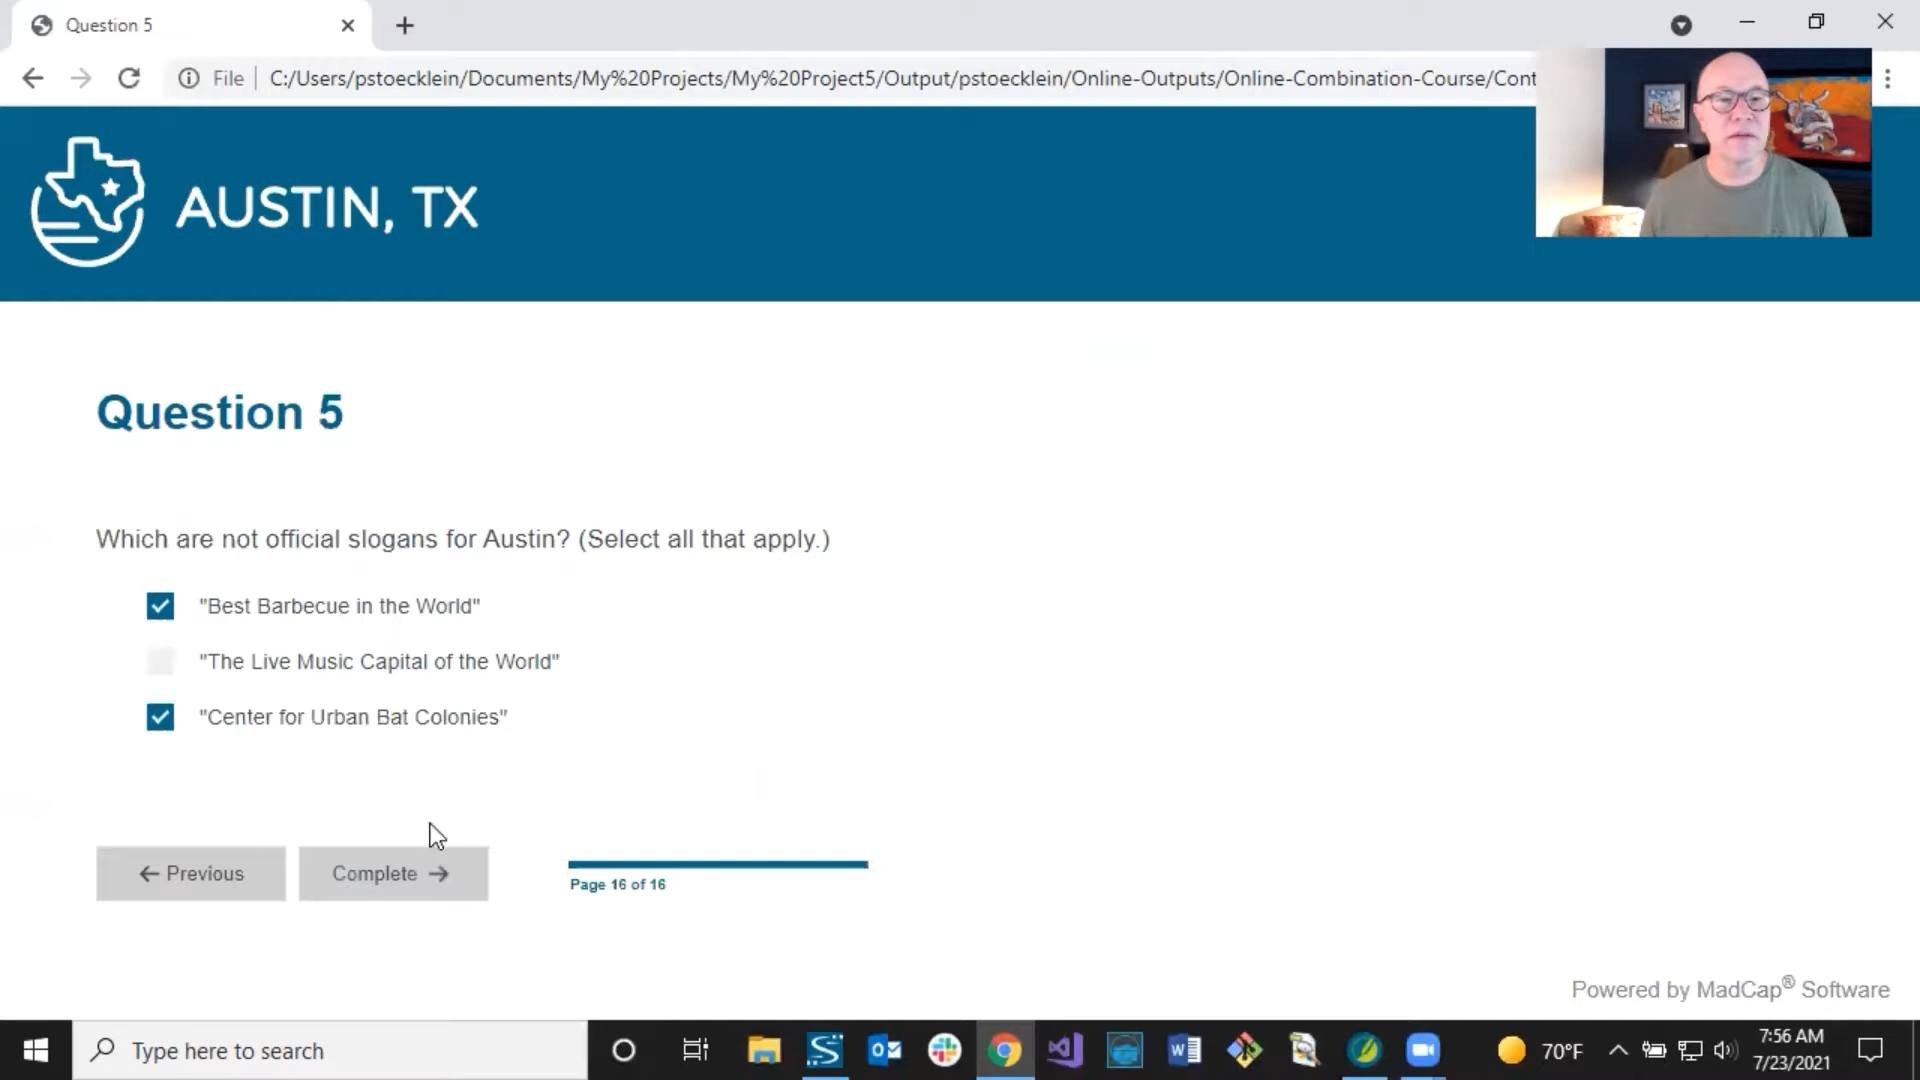 Question 5
File
C:/Users/pstoecklein/Documents/My%20Projects/My%20Project5/Output/pstoecklein/Online-Outputs/Online-Combination-Course/Cont
AUSTIN, TX
Question 5
Which are not official slogans for Austin? (Select all that apply.)
"Best Barbecue in the World"
"The Live Music Capital of the World"
"Center for Urban Bat Colonies"
← Previous
Complete →
Page 16 of 16
Powered by MadCap® Software
Type here to search
70°F
7:56 AM
7/23/2021